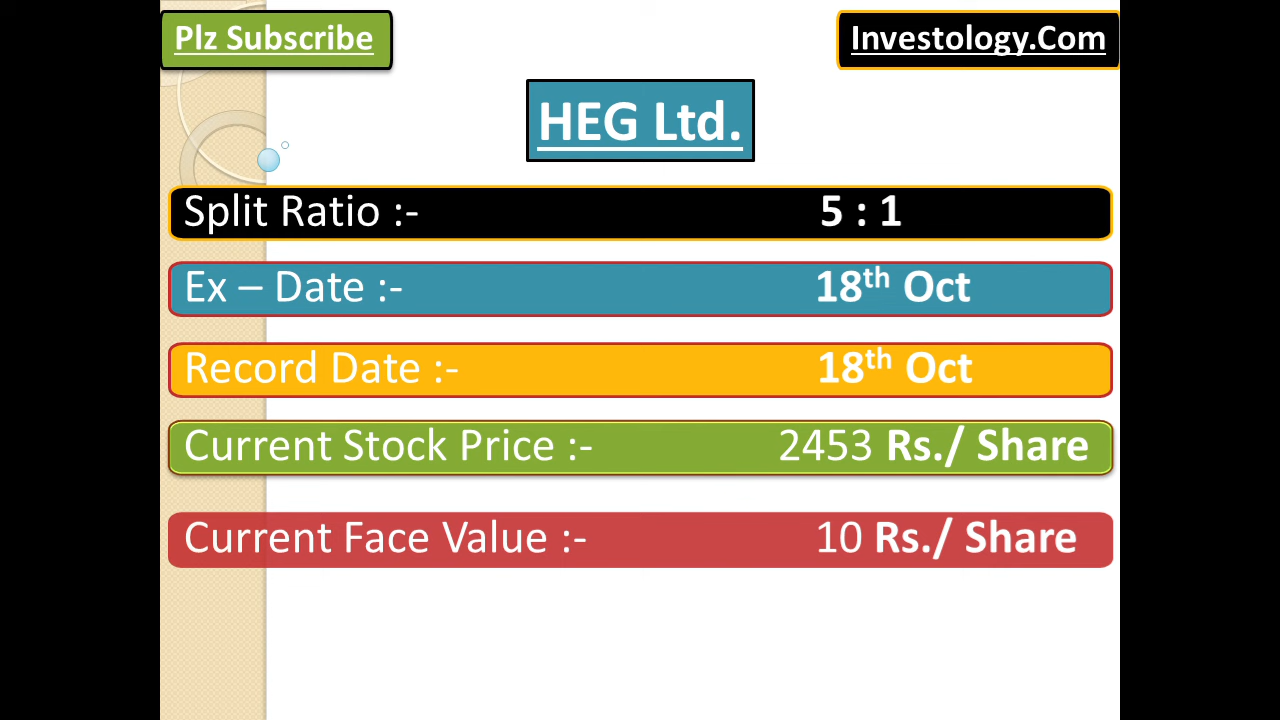 Plz Subscribe
Investology.Com
HEG Ltd.
Split Ratio :- 5 : 1
Ex – Date :- 18th Oct
Record Date :- 18th Oct
Current Stock Price :- 2453 Rs./ Share
Current Face Value :- 10 Rs./ Share